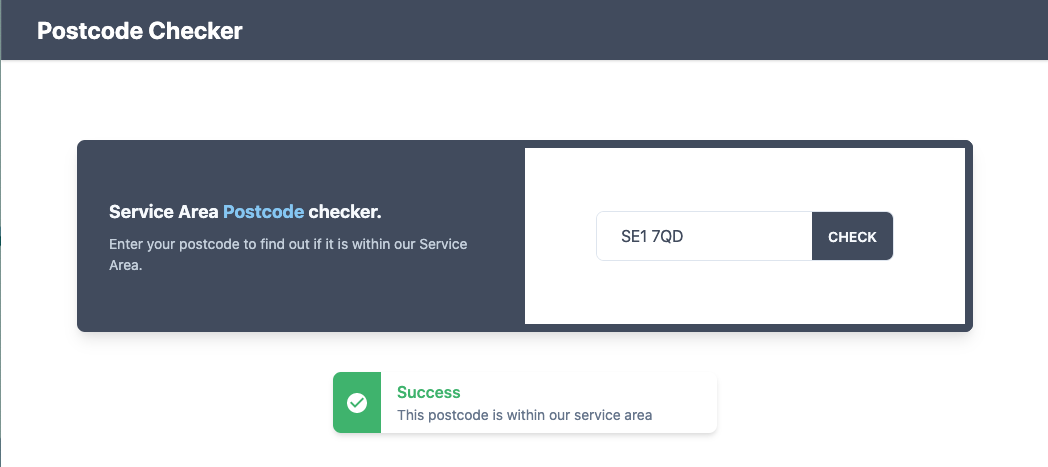 Postcode Checker
Service Area Postcode checker.
Enter your postcode to find out if it is within our Service
Area.
SE1 7QD
CHECK
Success
This postcode is within our service area